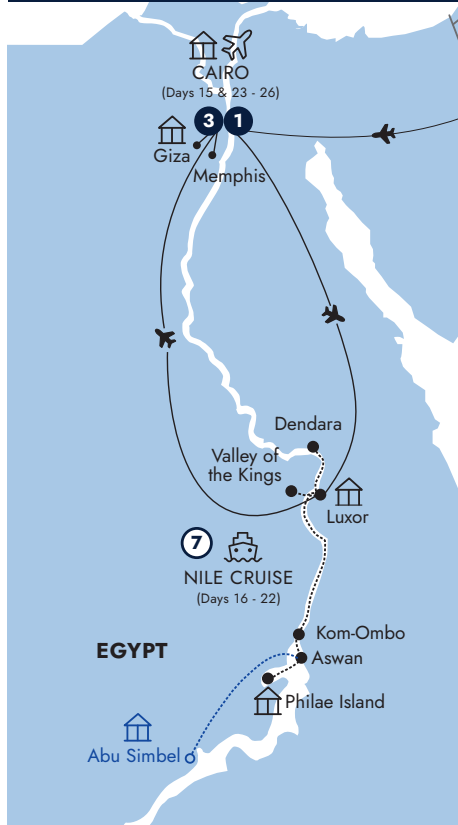 CAIRO
(Days 15 & 23 - 26)
3
1
Giza
Memphis
Dendara
Valley of
the Kings
Luxor
7
NILE CRUISE
(Days 16 - 22)
Kom-Ombo
EGYPT
Aswan
Philae Island
Abu Simbel